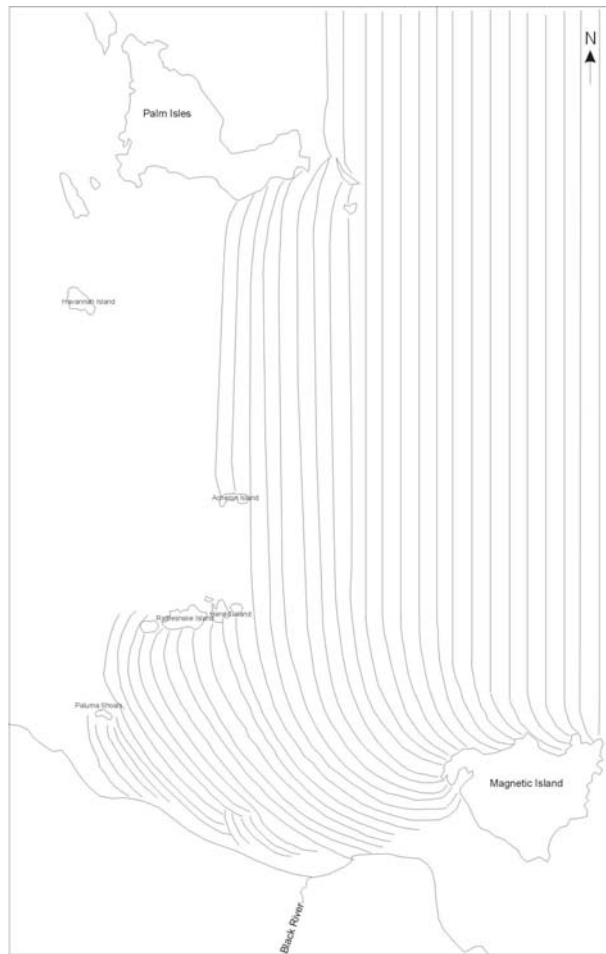 N
Palm Isles
Havannah Island
Acheron Island
Rattlesnake Island
Herald Island
Paluma Shoals
Magnetic Island
Black River